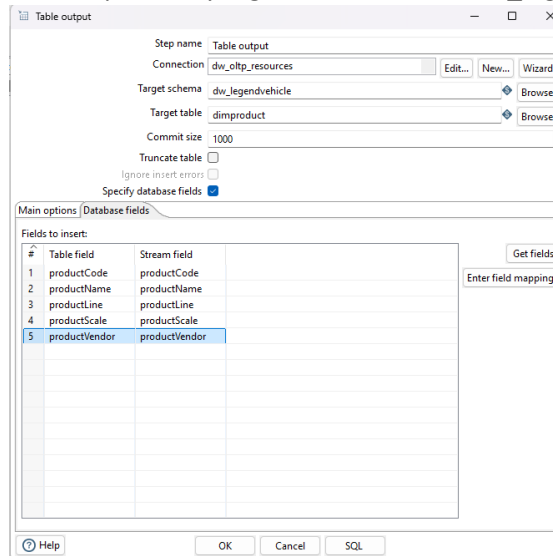 Table output
Step name Table output
Connection dw_oltp_resources Edit... New... Wizard
Target schema dw_legendvehicle Browse
Target table dimproduct Browse
Commit size 1000
Truncate table
Ignore insert errors
Specify database fields
Main options Database fields
Fields to insert:
# Table field Stream field Get fields
1 productCode productCode Enter field mapping
2 productName productName
3 productLine productLine
4 productScale productScale
5 productVendor productVendor
Help OK Cancel SQL